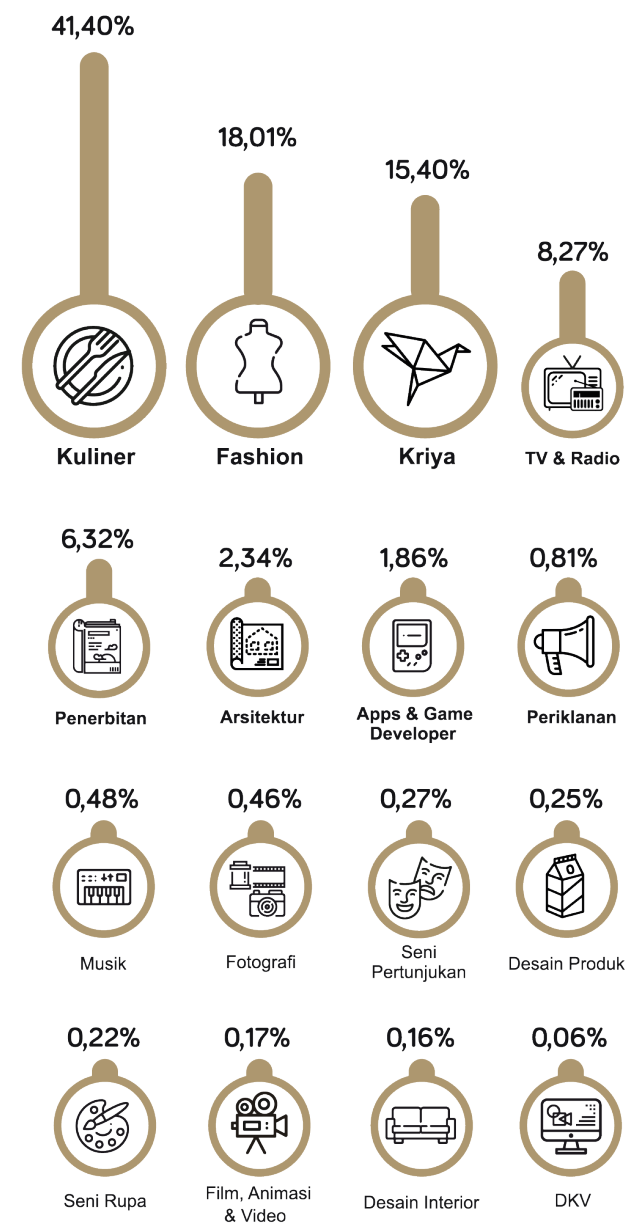 41,40%
18,01%
15,40%
8,27%
Kuliner
Fashion
Kriya
TV & Radio
6,32%
2,34%
1,86%
0,81%
Penerbitan
Arsitektur
Apps & Game
Developer
Periklanan
0,48%
0,46%
0,27%
0,25%
Musik
Fotografi
Seni
Pertunjukan
Desain Produk
0,22%
0,17%
0,16%
0,06%
Seni Rupa
Film, Animasi
& Video
Desain Interior
DKV